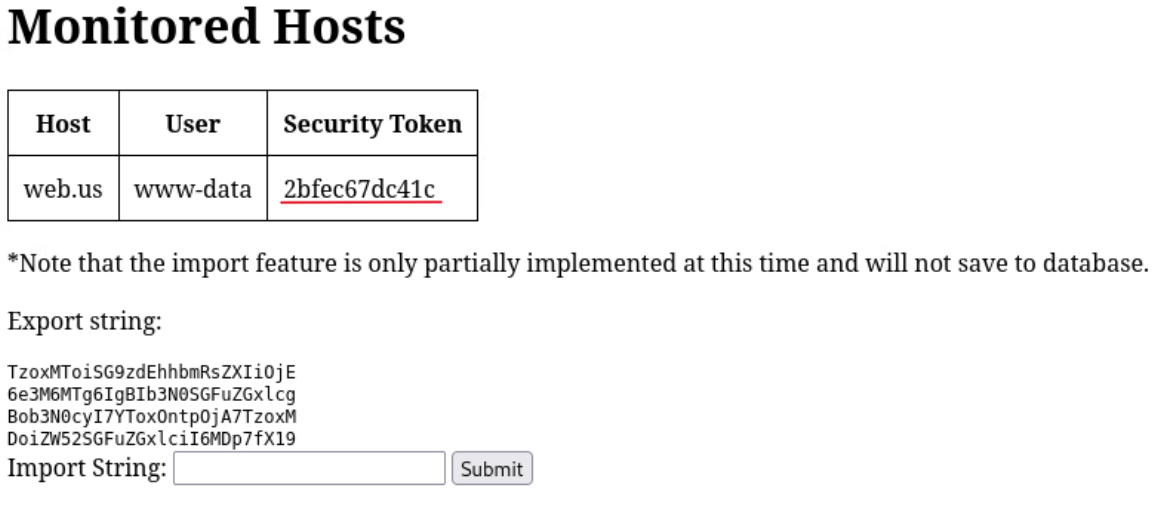 Monitored Hosts
Host User Security Token
web.us www-data 2bfec67dc41c
*Note that the import feature is only partially implemented at this time and will not save to database.
Export string:
TzoxMToiSG9zdEhhbmRsZXIiOjE
6e3M6MTg6IgBIb3N0SGFuZGxlcg
Bob3N0cyI7YToxOntpOjA7TzoxM
DoiZW52SGFuZGxlciI6MDp7fX19
Import String: Submit